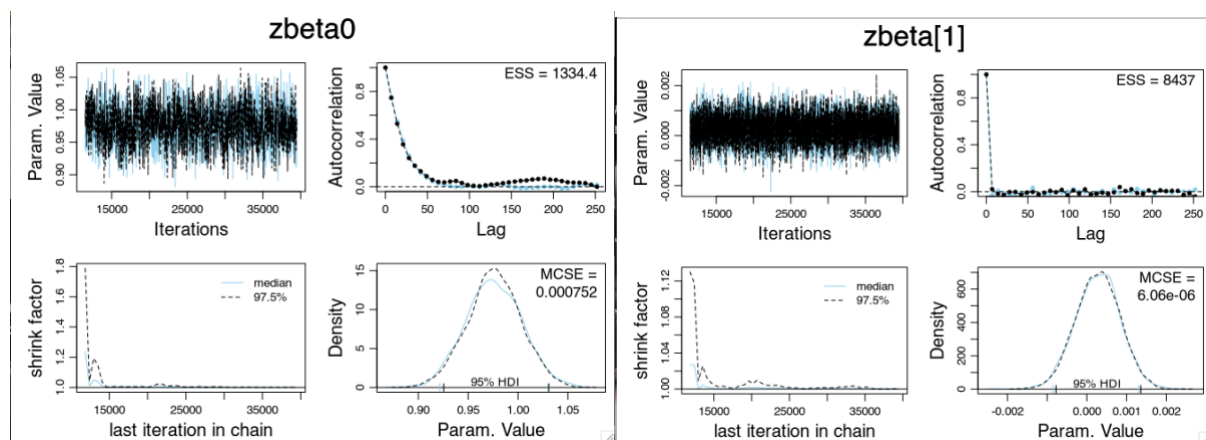 zbeta0
Param. Value
0.90 0.95 1.00 1.05
15000 25000 35000
Iterations
Autocorrelation
0.0 0.4 0.8
ESS = 1334.4
0 50 100 150 200 250
Lag
shrink factor
1.0 1.2 1.4 1.6 1.8
median
97.5%
15000 25000 35000
last iteration in chain
Density
0 5 10 15
MCSE =
0.000752
95% HDI
0.90 0.95 1.00 1.05
Param. Value
zbeta[1]
Param. Value
-0.002 0.000 0.002
15000 25000 35000
Iterations
Autocorrelation
0.0 0.4 0.8
ESS = 8437
0 50 100 150 200 250
Lag
shrink factor
1.00 1.04 1.08 1.12
median
97.5%
15000 25000 35000
last iteration in chain
Density
0 200 400 600
MCSE =
6.06e-06
95% HDI
-0.002 0.000 0.001 0.002
Param. Value